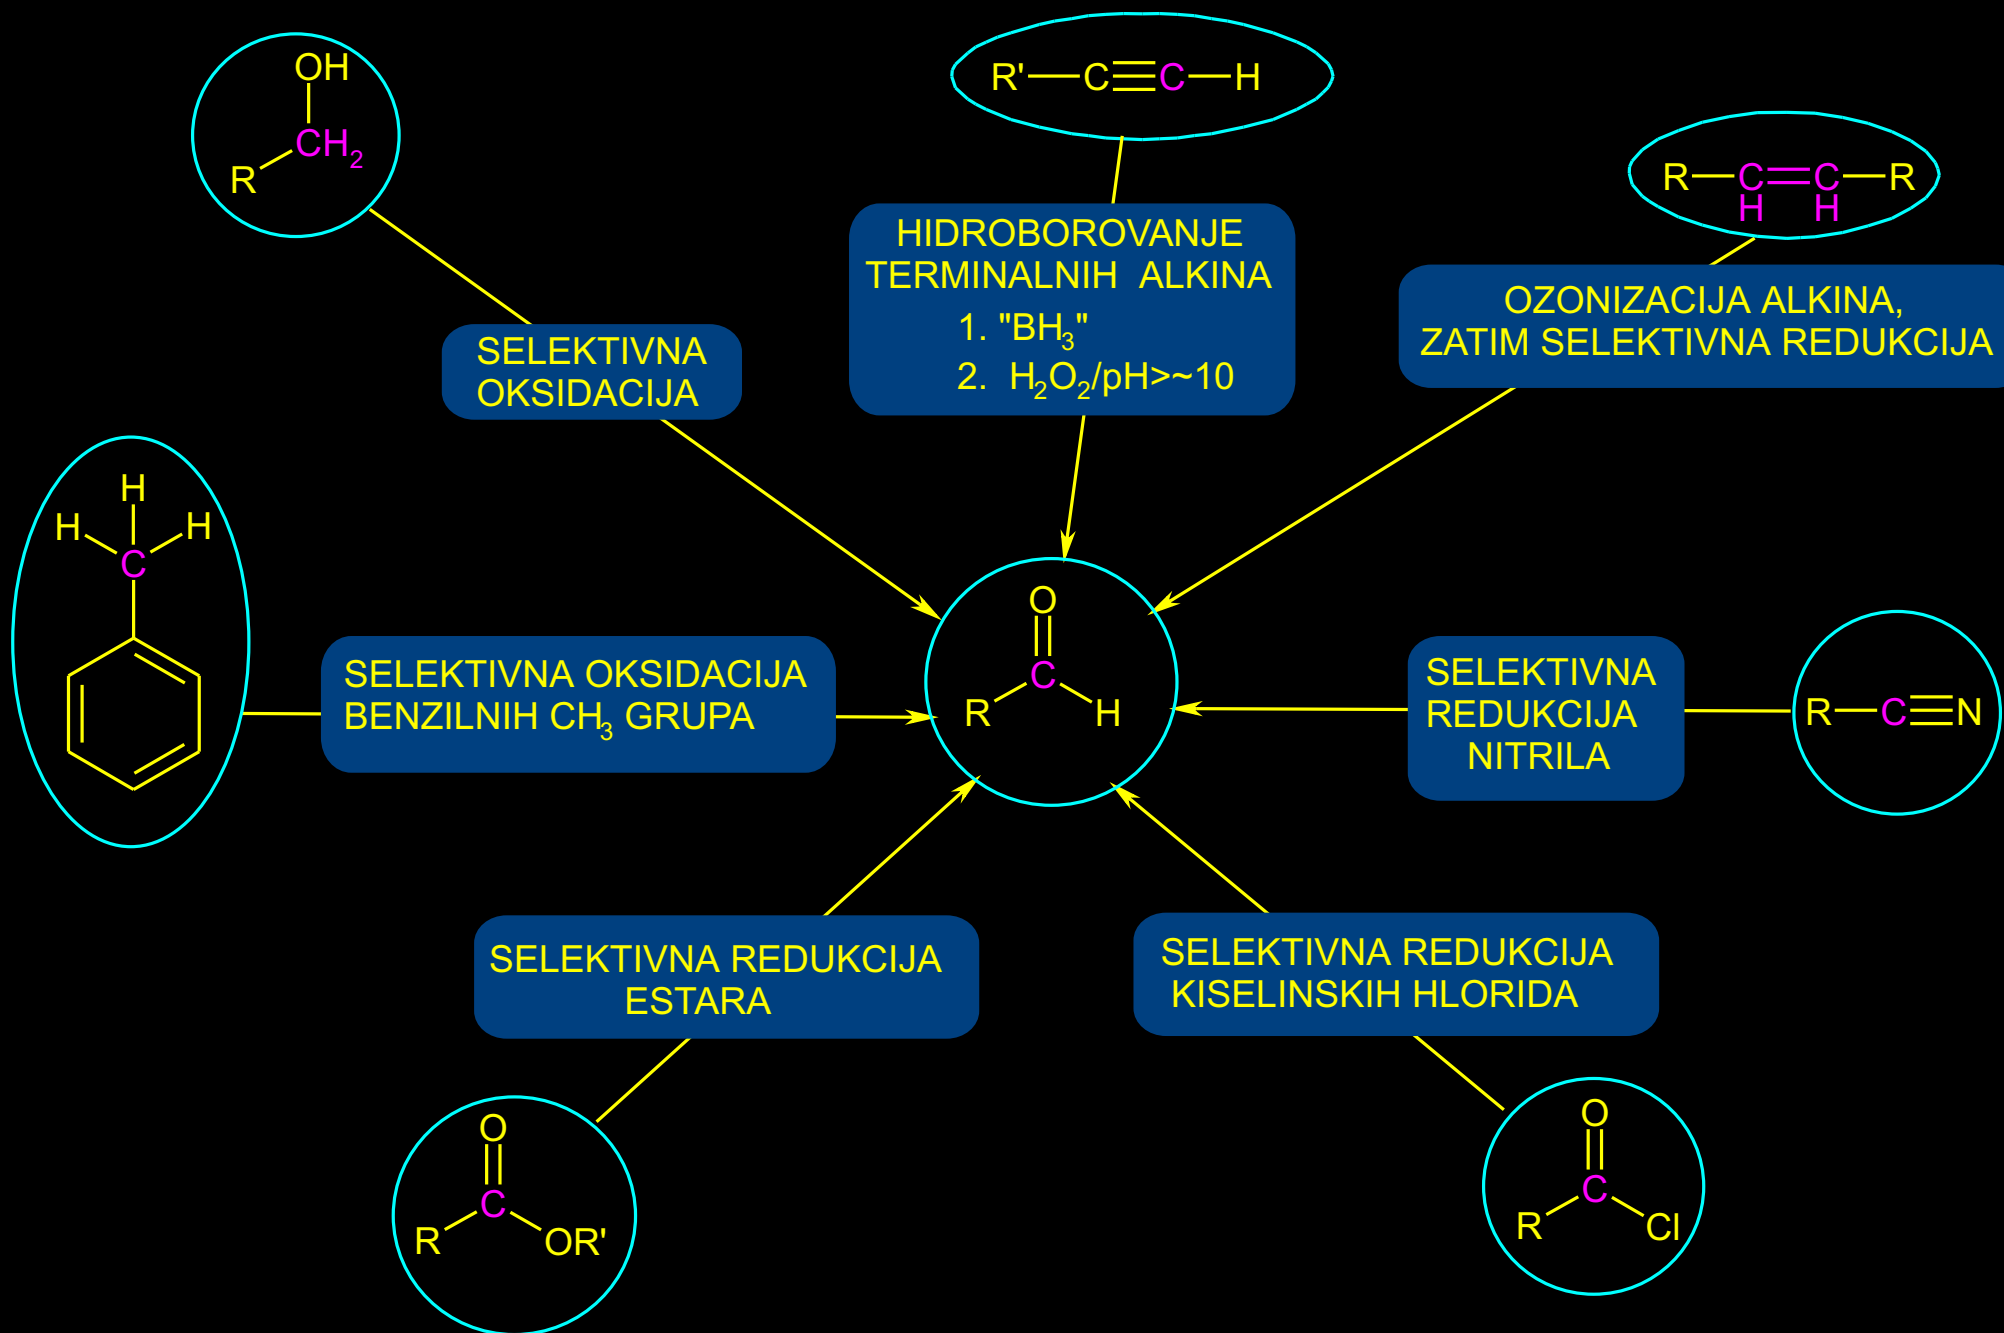 OH
CH₂
R
R'—C≡C—H
R—C=C—R
H H
HIDROBOROVANJE
TERMINALNIH ALKINA
1. "BH₃"
2. H₂O₂/pH>~10
OZONIZACIJA ALKINA,
ZATIM SELEKTIVNA REDUKCIJA
SELEKTIVNA
OKSIDACIJA
H
H H
C
O
C
R H
SELEKTIVNA OKSIDACIJA
BENZILNIH CH₃ GRUPA
SELEKTIVNA
REDUKCIJA
NITRILA
R—C≡N
SELEKTIVNA REDUKCIJA
ESTARA
SELEKTIVNA REDUKCIJA
KISELINSKIH HLORIDA
O
C
R OR'
O
C
R Cl